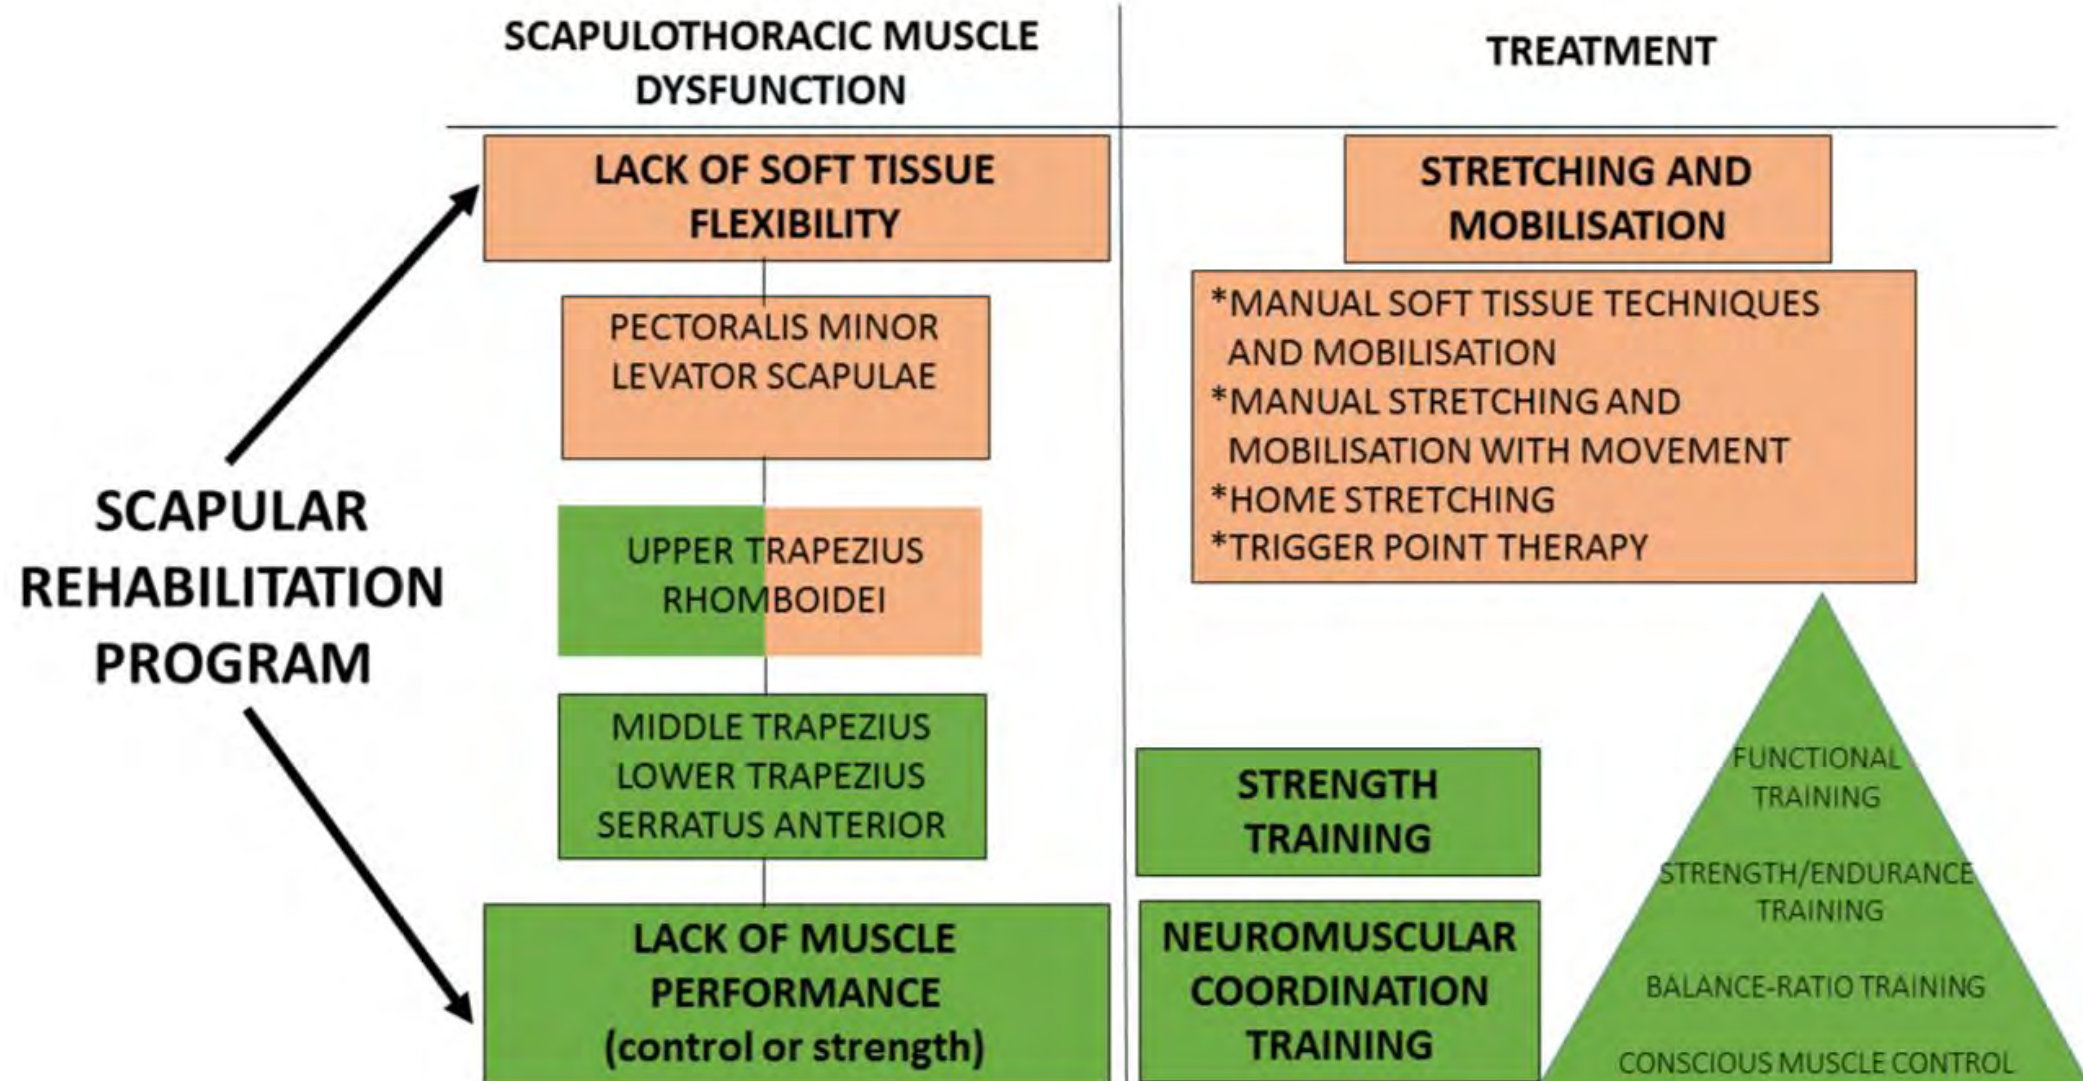 SCAPULOTHORACIC MUSCLE
DYSFUNCTION
TREATMENT
SCAPULAR
REHABILITATION
PROGRAM
LACK OF SOFT TISSUE
FLEXIBILITY
PECTORALIS MINOR
LEVATOR SCAPULAE
UPPER TRAPEZIUS
RHOMBOIDEI
MIDDLE TRAPEZIUS
LOWER TRAPEZIUS
SERRATUS ANTERIOR
LACK OF MUSCLE
PERFORMANCE
(control or strength)
STRETCHING AND
MOBILISATION
*MANUAL SOFT TISSUE TECHNIQUES
AND MOBILISATION
*MANUAL STRETCHING AND
MOBILISATION WITH MOVEMENT
*HOME STRETCHING
*TRIGGER POINT THERAPY
STRENGTH
TRAINING
NEUROMUSCULAR
COORDINATION
TRAINING
FUNCTIONAL
TRAINING
STRENGTH/ENDURANCE
TRAINING
BALANCE-RATIO TRAINING
CONSCIOUS MUSCLE CONTROL